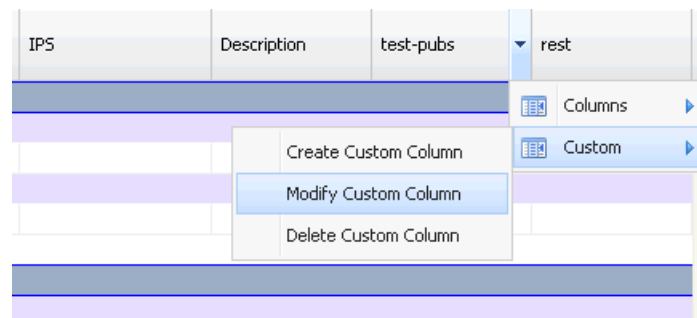 IPS Description test-pubs rest
Columns
Create Custom Column Custom
Modify Custom Column
Delete Custom Column